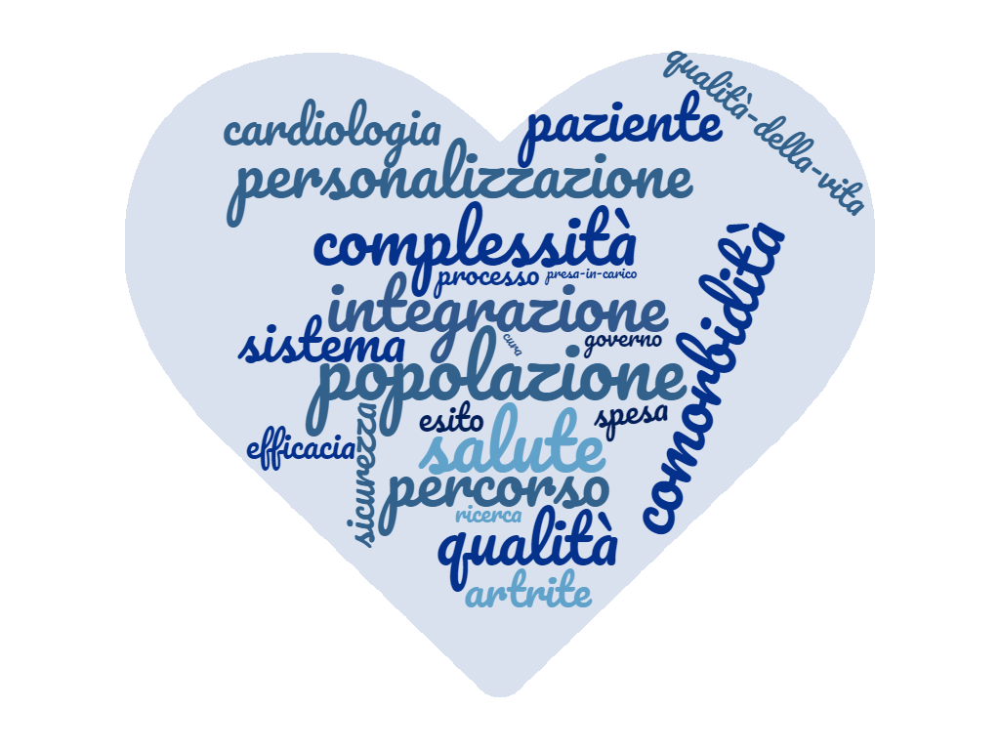 qualità-della-vita
cardiologia
paziente
personalizzazione
complessità
processo
presa-in-carico
integrazione
comorbidità
sistema
cura
governo
popolazione
esito
spesa
efficacia
sicurezza
salute
percorso
ricerca
qualità
artrite